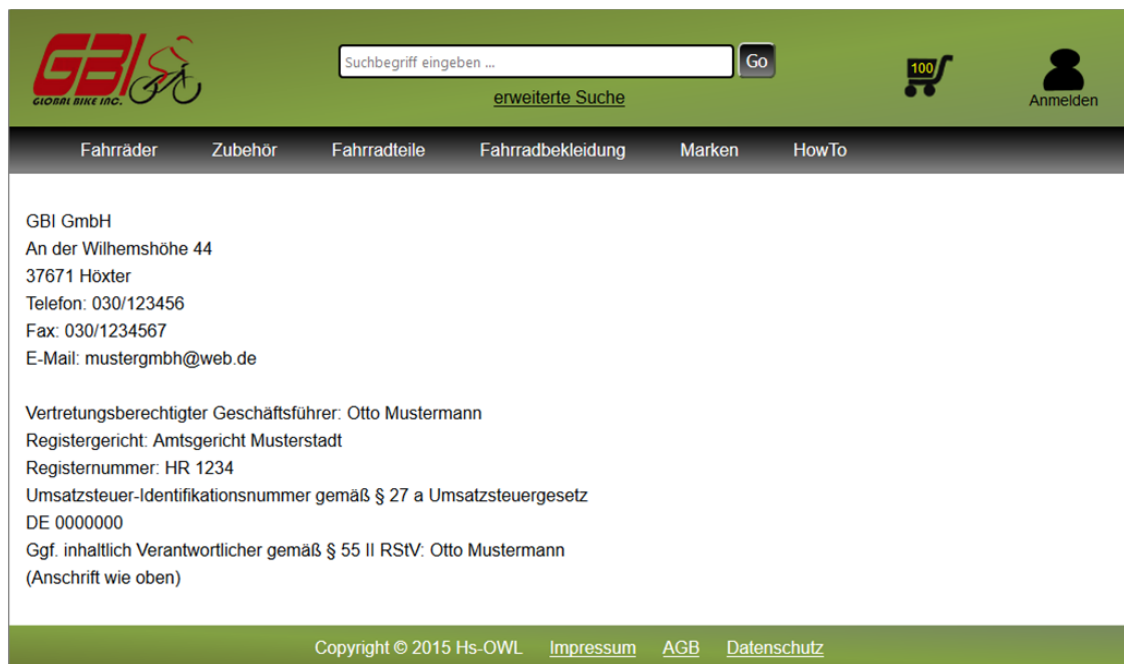 GBI
GLOBAL BIKE INC.
Suchbegriff eingeben ...
Go
erweiterte Suche
100
Anmelden
Fahrräder Zubehör Fahrradteile Fahrradbekleidung Marken HowTo
GBI GmbH
An der Wilhemshöhe 44
37671 Höxter
Telefon: 030/123456
Fax: 030/1234567
E-Mail: mustergmbh@web.de
Vertretungsberechtigter Geschäftsführer: Otto Mustermann
Registergericht: Amtsgericht Musterstadt
Registernummer: HR 1234
Umsatzsteuer-Identifikationsnummer gemäß § 27 a Umsatzsteuergesetz
DE 0000000
Ggf. inhaltlich Verantwortlicher gemäß § 55 II RStV: Otto Mustermann
(Anschrift wie oben)
Copyright © 2015 Hs-OWL Impressum AGB Datenschutz